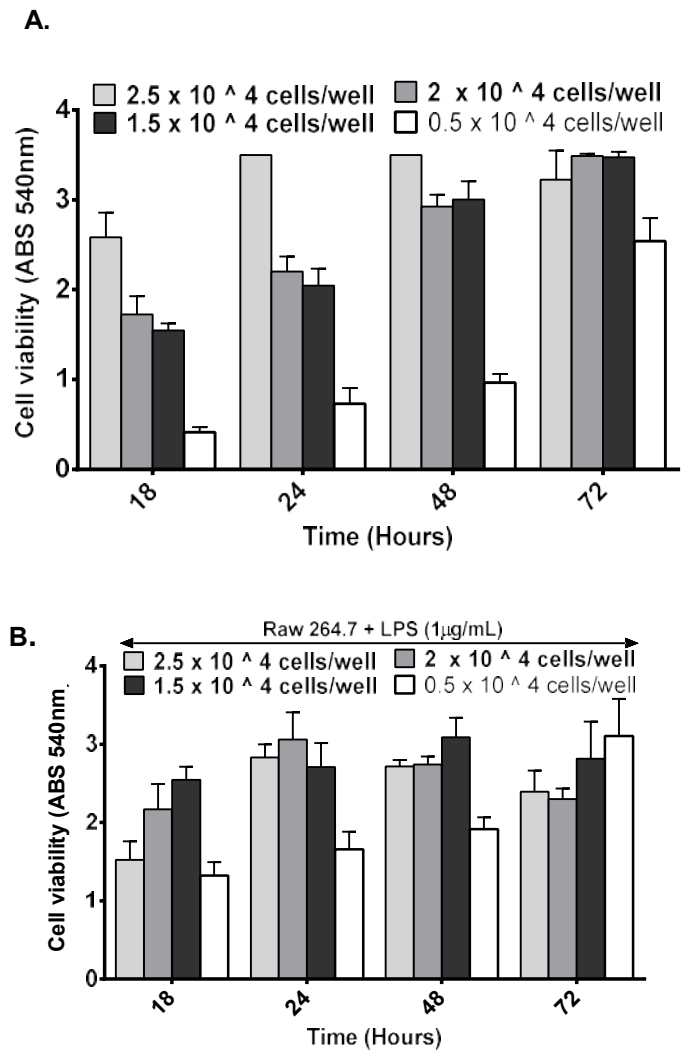 A.
2.5 x 10 ^ 4 cells/well 2 x 10 ^ 4 cells/well
1.5 x 10 ^ 4 cells/well 0.5 x 10 ^ 4 cells/well
Cell viability (ABS 540nm)
4
3
2
1
0
18 24 48 72
Time (Hours)
B.
Raw 264.7 + LPS (1µg/mL)
2.5 x 10 ^ 4 cells/well 2 x 10 ^ 4 cells/well
1.5 x 10 ^ 4 cells/well 0.5 x 10 ^ 4 cells/well
Cell viability (ABS 540nm
4
3
2
1
0
18 24 48 72
Time (Hours)